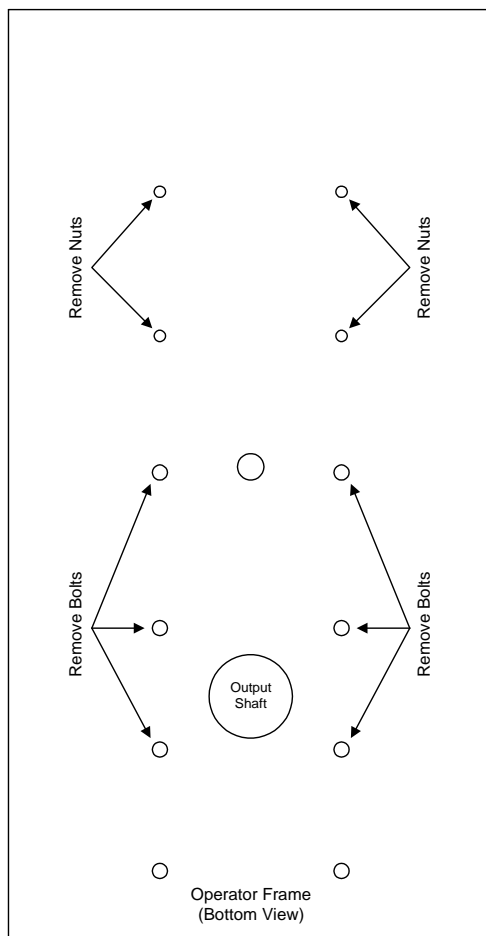 Remove Nuts
Remove Nuts
Remove Bolts
Remove Bolts
Output
Shaft
Operator Frame
(Bottom View)